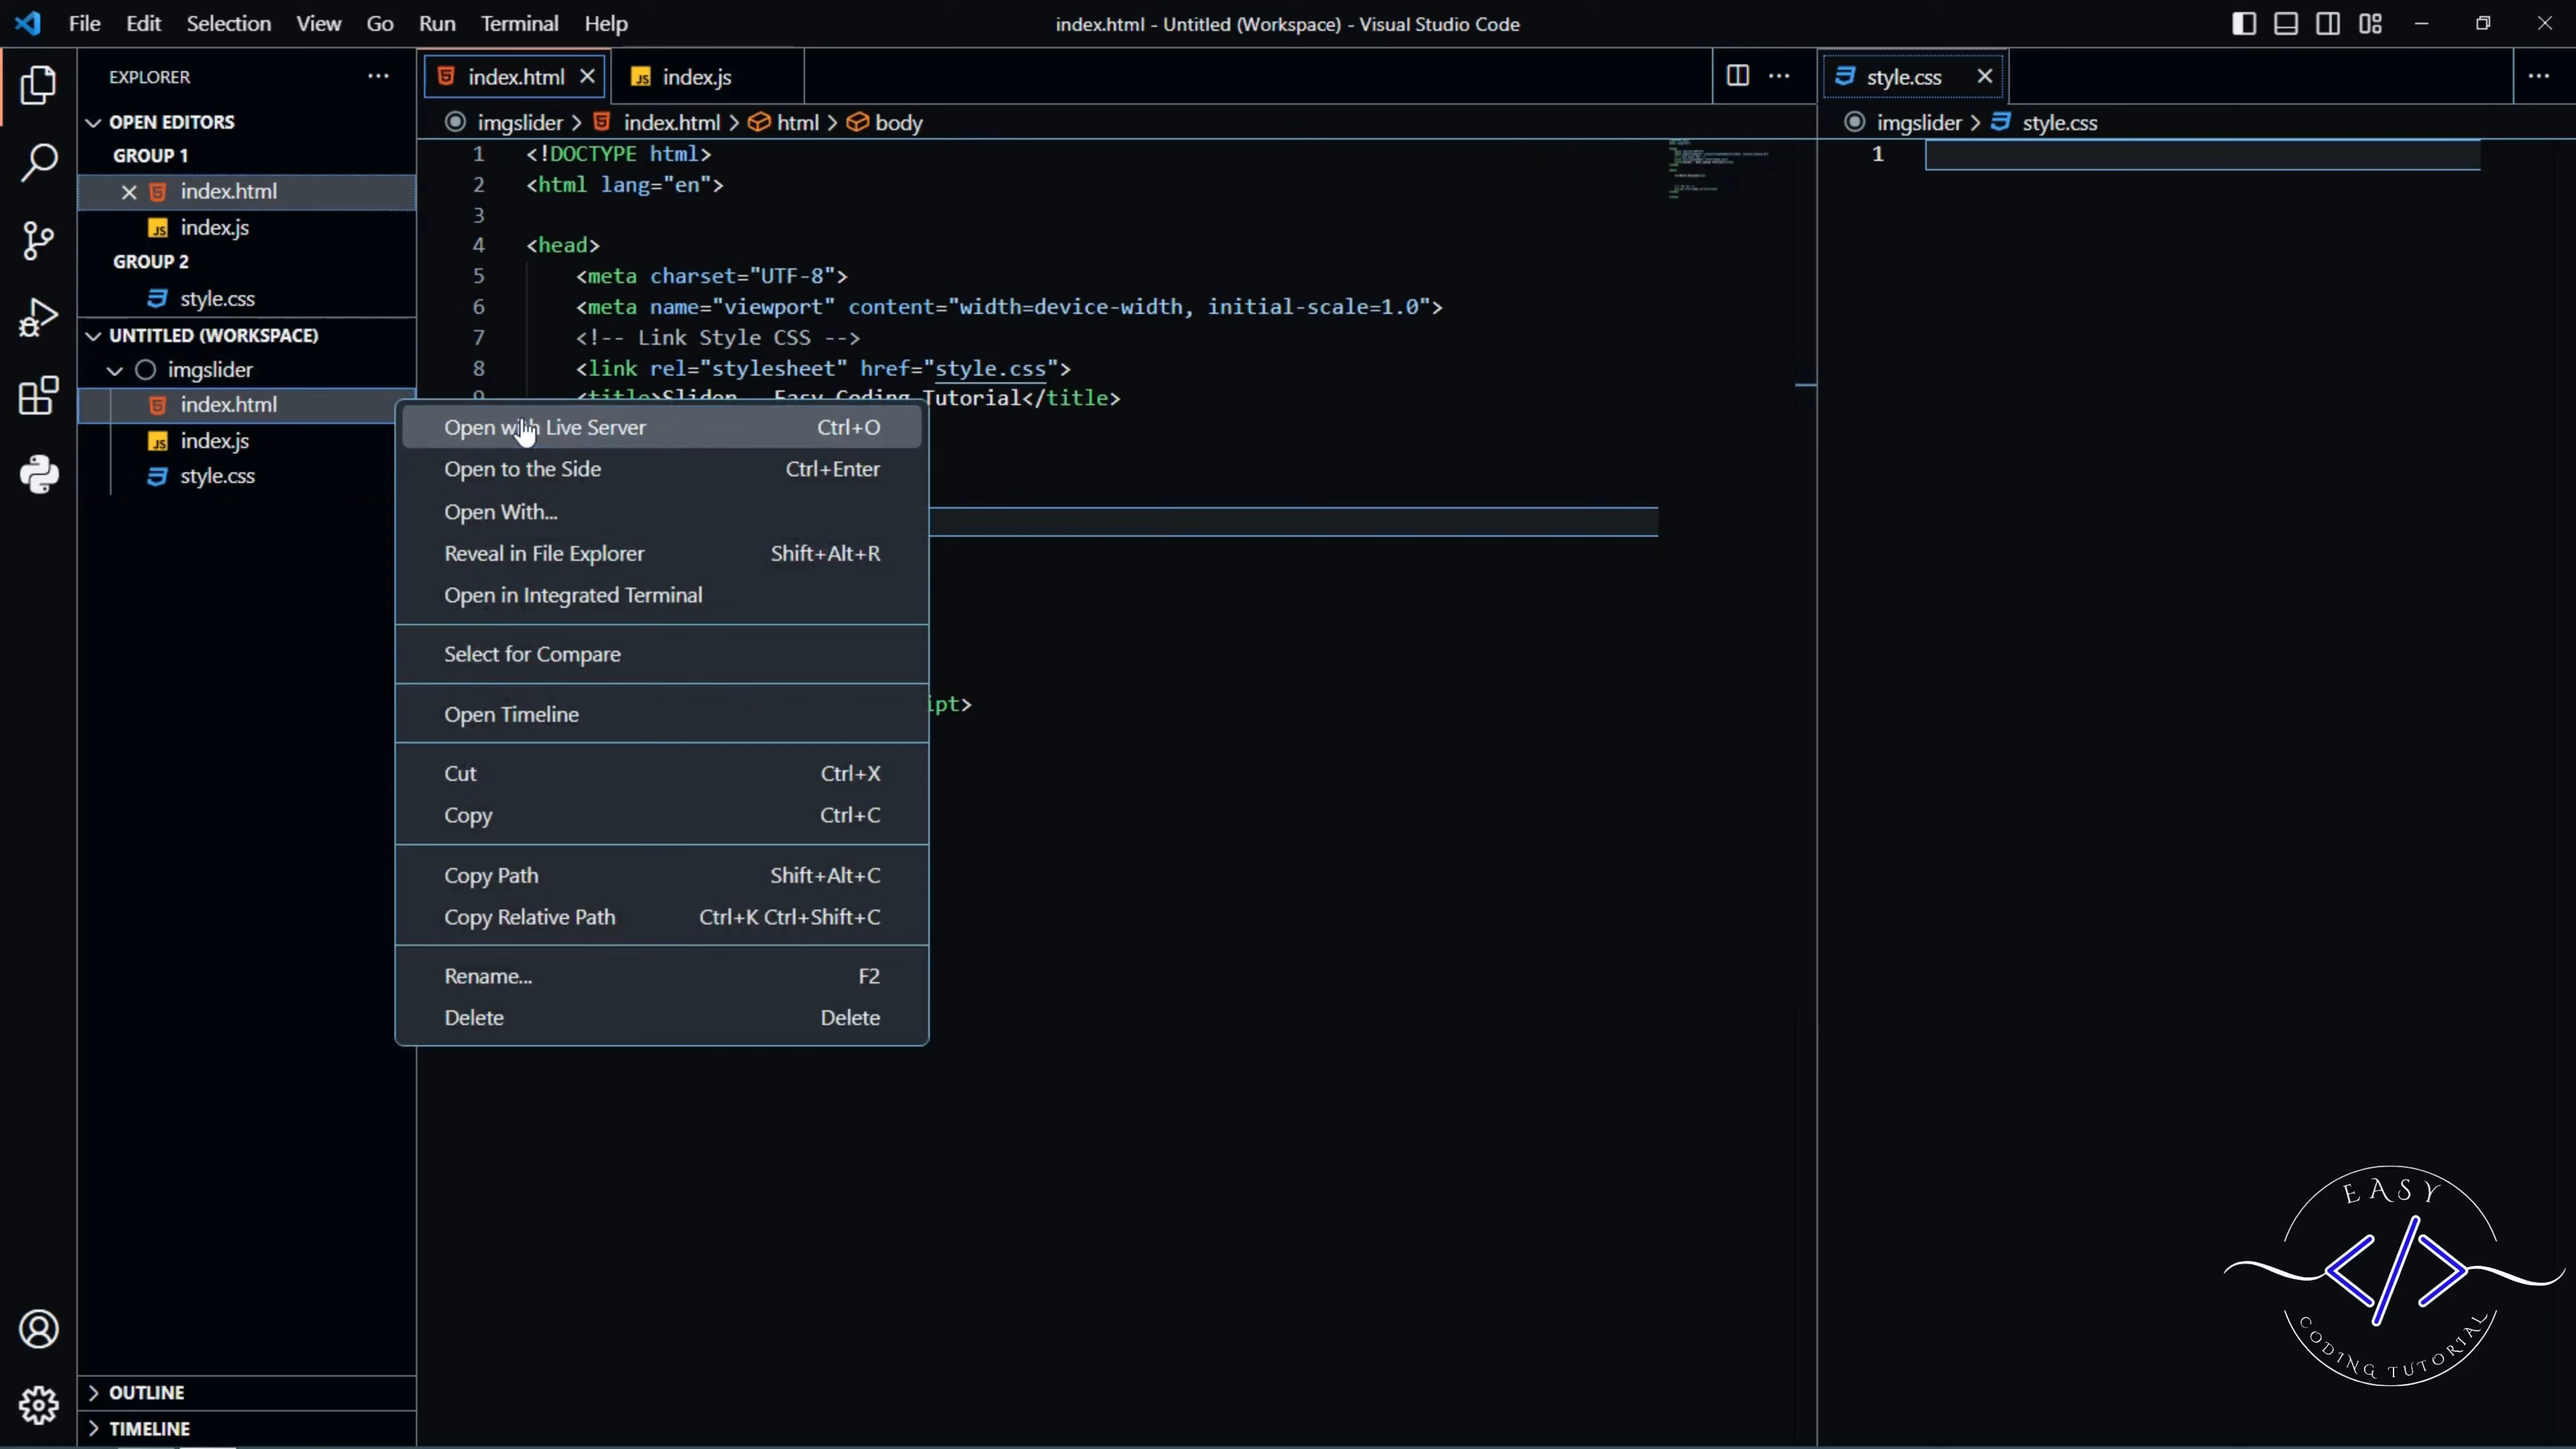 File Edit Selection View Go Run Terminal Help
index.html - Untitled (Workspace) - Visual Studio Code
EXPLORER
OPEN EDITORS
GROUP 1
index.html
index.js
GROUP 2
style.css
UNTITLED (WORKSPACE)
imgslider
index.html
index.js
style.css
OUTLINE
TIMELINE
index.html
index.js
imgslider > index.html > html > body
1 <!DOCTYPE html>
2 <html lang="en">
3
4 <head>
5 <meta charset="UTF-8">
6 <meta name="viewport" content="width=device-width, initial-scale=1.0">
7 <!-- Link Style CSS -->
8 <link rel="stylesheet" href="style.css">
9 Easy Coding Tutorial</title>
ipt>
Open with Live Server Ctrl+O
Open to the Side Ctrl+Enter
Open With...
Reveal in File Explorer Shift+Alt+R
Open in Integrated Terminal
Select for Compare
Open Timeline
Cut Ctrl+X
Copy Ctrl+C
Copy Path Shift+Alt+C
Copy Relative Path Ctrl+K Ctrl+Shift+C
Rename... F2
Delete Delete
style.css
imgslider > style.css
1
EASY
</>
CODING TUTORIAL